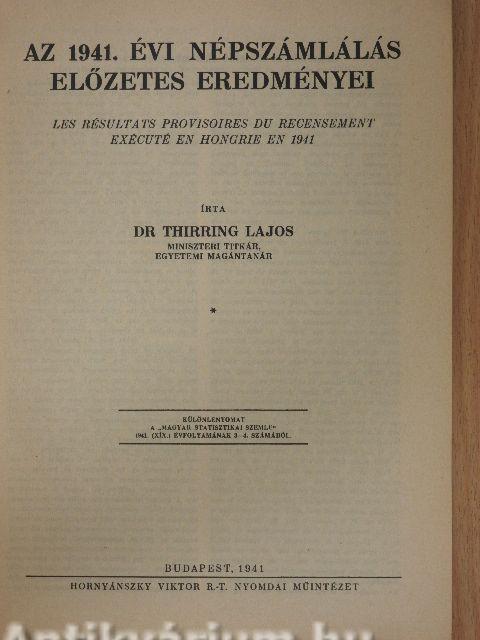 AZ 1941. ÉVI NÉPSZÁMLÁLÁS
ELŐZETES EREDMÉNYEI
LES RÉSULTATS PROVISOIRES DU RECENSEMENT
EXÉCUTÉ EN HONGRIE EN 1941
ÍRTA
DR THIRRING LAJOS
MINISZTERI TITKÁR,
EGYETEMI MAGÁNTANÁR
*
KÜLÖNLENYOMAT
A „MAGYAR STATISZTIKAI SZEMLE"
1941. (XIX.) ÉVFOLYAMÁNAK 3–4. SZÁMÁBÓL.
BUDAPEST, 1941
HORNYÁNSZKY VIKTOR R.-T. NYOMDAI MŰINTÉZET
Antikvárium.hu